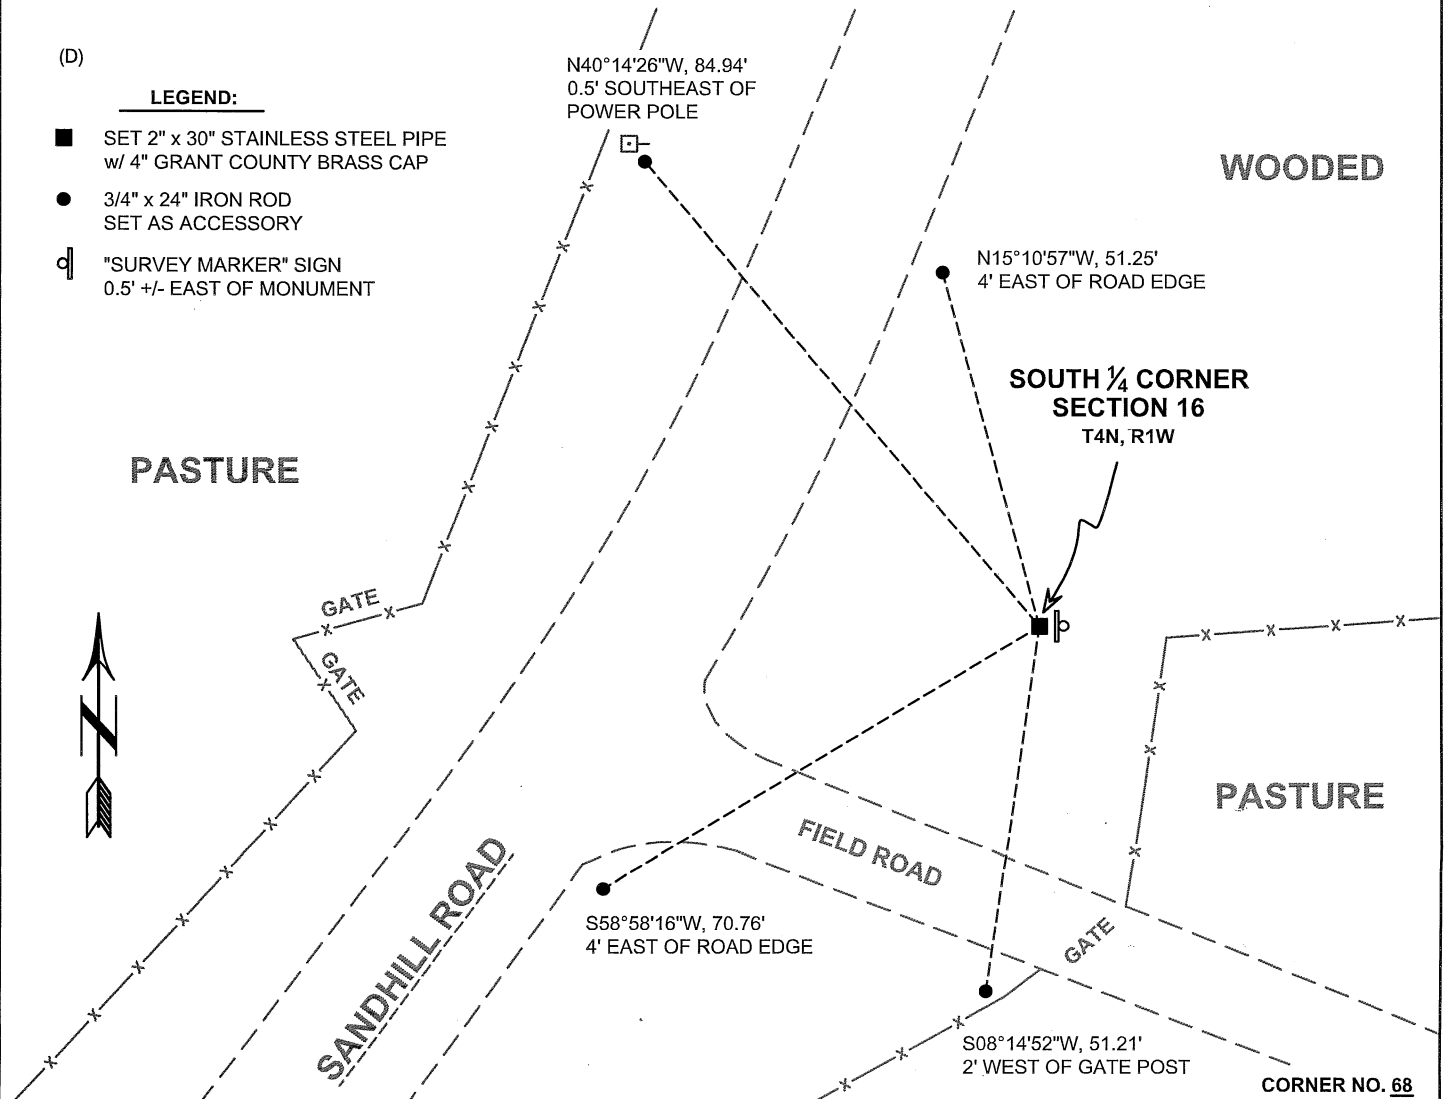 (D)
LEGEND:
SET 2" x 30" STAINLESS STEEL PIPE
w/ 4" GRANT COUNTY BRASS CAP
3/4" x 24" IRON ROD
SET AS ACCESSORY
"SURVEY MARKER" SIGN
0.5' +/- EAST OF MONUMENT
N40°14'26"W, 84.94'
0.5' SOUTHEAST OF
POWER POLE
WOODED
N15°10'57"W, 51.25'
4' EAST OF ROAD EDGE
SOUTH 1/4 CORNER
SECTION 16
T4N, R1W
PASTURE
GATE
GATE
N
PASTURE
FIELD ROAD
SANDHILL ROAD
S58°58'16"W, 70.76'
4' EAST OF ROAD EDGE
GATE
S08°14'52"W, 51.21'
2' WEST OF GATE POST
CORNER NO. 68